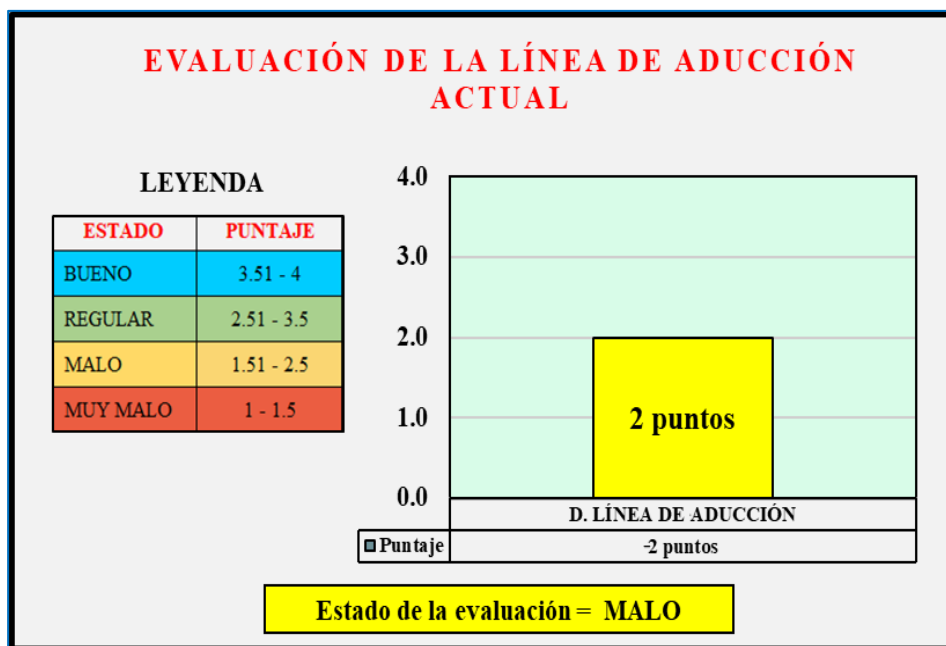 EVALUACIÓN DE LA LÍNEA DE ADUCCIÓN
ACTUAL
LEYENDA
ESTADO PUNTAJE
BUENO 3.51 - 4
REGULAR 2.51 - 3.5
MALO 1.51 - 2.5
MUY MALO 1 - 1.5
4.0
3.0
2.0
1.0
0.0
2 puntos
D. LÍNEA DE ADUCCIÓN
Puntaje -2 puntos
Estado de la evaluación = MALO